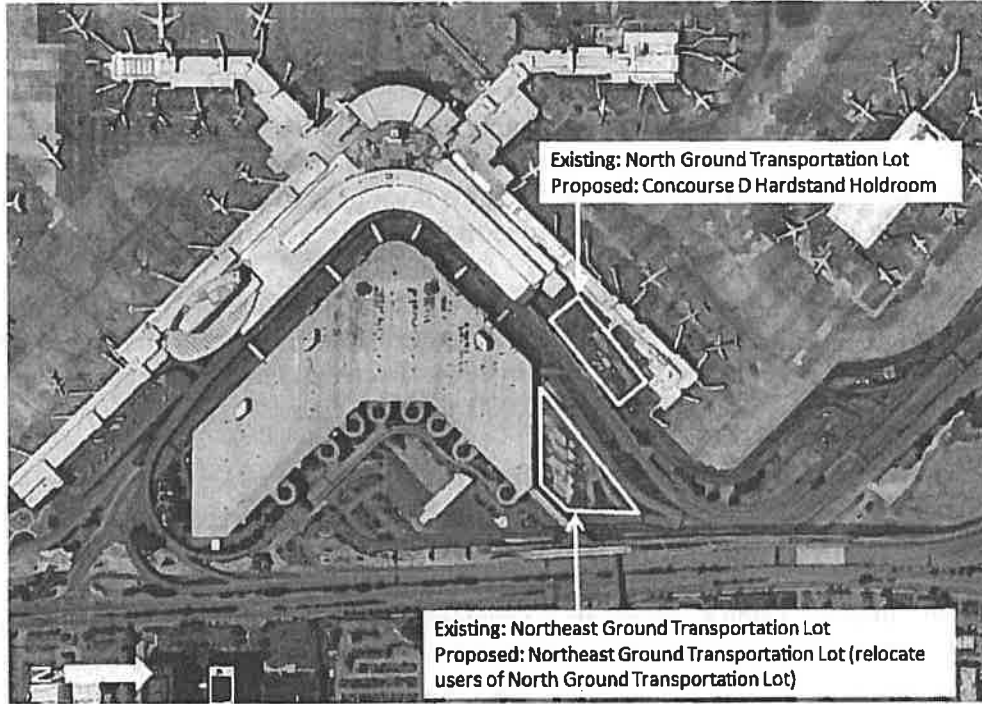 Existing: North Ground Transportation Lot
Proposed: Concourse D Hardstand Holdroom
Existing: Northeast Ground Transportation Lot
Proposed: Northeast Ground Transportation Lot (relocate
users of North Ground Transportation Lot)
N